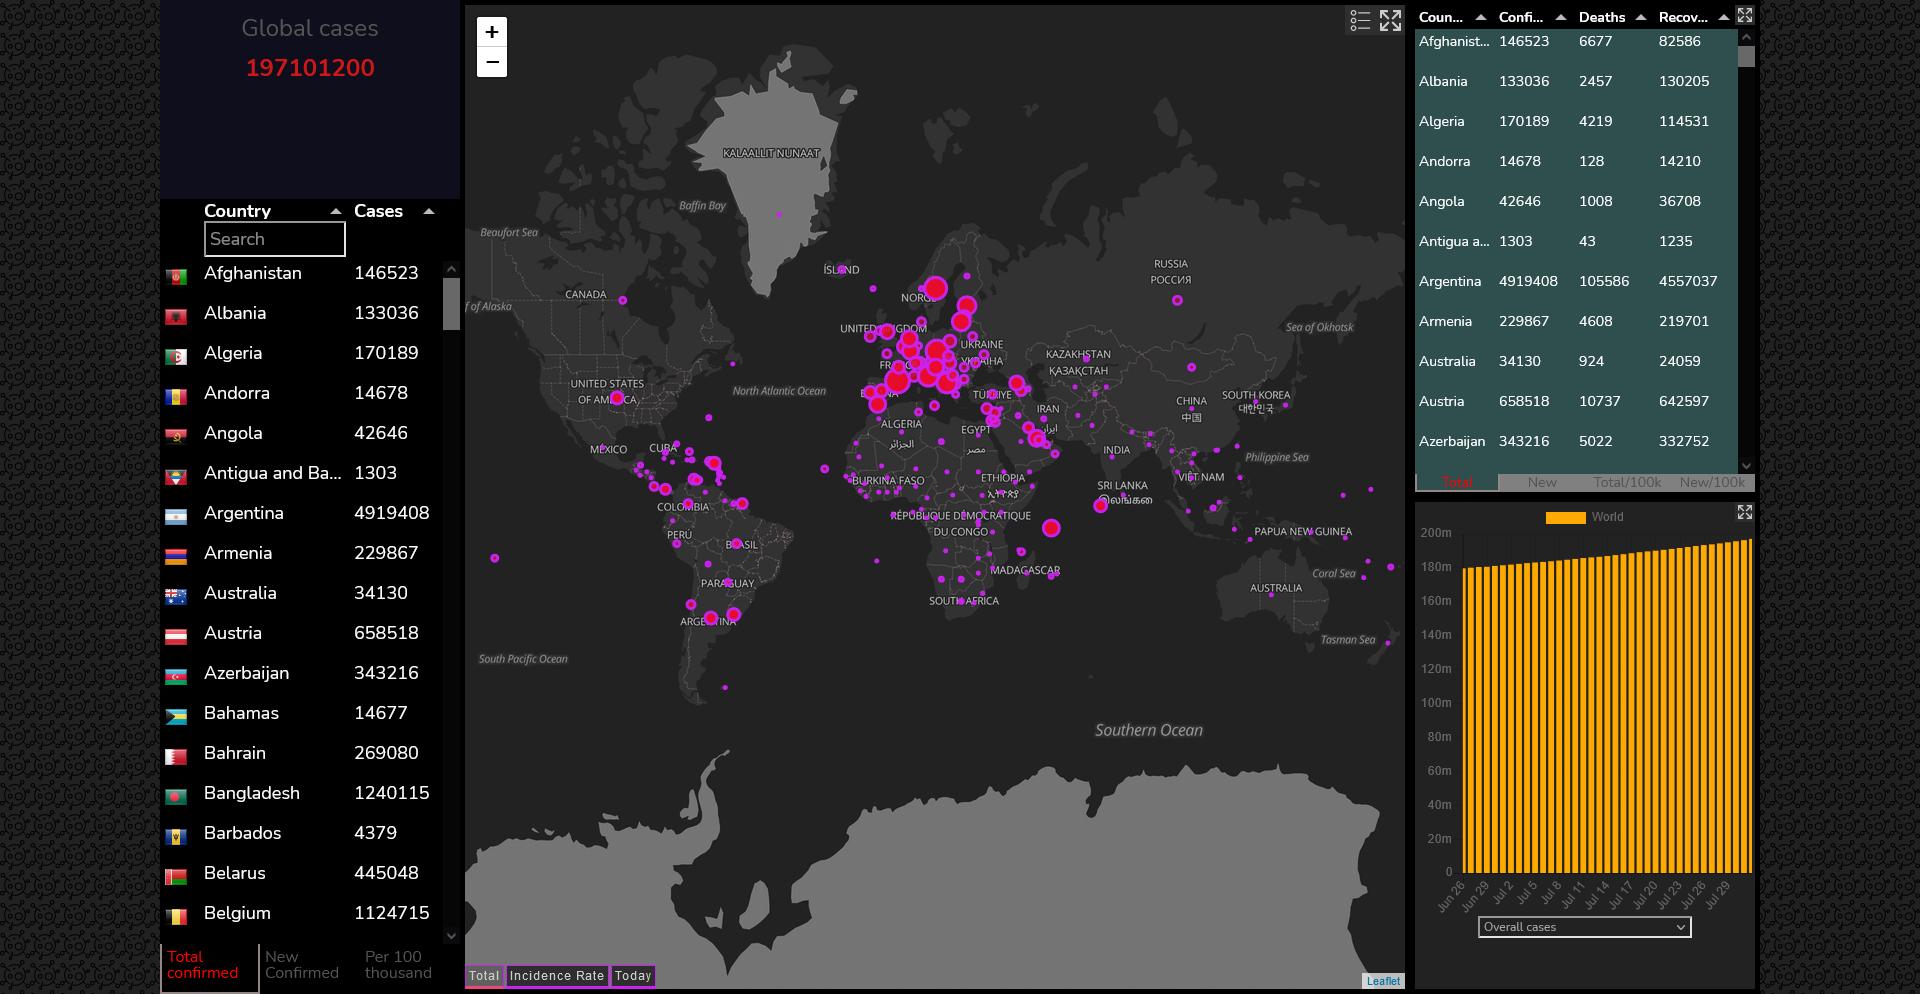 Global cases
197101200
Country Cases
Search
Afghanistan 146523
Albania 133036
Algeria 170189
Andorra 14678
Angola 42646
Antigua and Ba... 1303
Argentina 4919408
Armenia 229867
Australia 34130
Austria 658518
Azerbaijan 343216
Bahamas 14677
Bahrain 269080
Bangladesh 1240115
Barbados 4379
Belarus 445048
Belgium 1124715
Total confirmed
New Confirmed
Per 100 thousand
+
−
KALAALLIT NUNAAT
Baffin Bay
Beaufort Sea
ÍSLAND
RUSSIA
РОССИЯ
CANADA
f of Alaska
Sea of Okhotsk
UKRAINE
УКРАЇНА
KAZAKHSTAN
ҚАЗАҚСТАН
UNITED STATES
OF AMERICA
North Atlantic Ocean
TÜRKIYE
IRAN
ایران
CHINA
中国
SOUTH KOREA
대한민국
ALGERIA
الجزائر
EGYPT
مصر
MEXICO
CUBA
INDIA
Philippine Sea
BURKINA FASO
ETHIOPIA
ኢትዮጵያ
SRI LANKA
ලංකාව
VIỆT NAM
COLOMBIA
RÉPUBLIQUE DÉMOCRATIQUE
DU CONGO
PAPUA NEW GUINEA
PERÚ
BRASIL
MADAGASCAR
Coral Sea
PARAGUAY
AUSTRALIA
SOUTH AFRICA
ARGENTINA
Tasman Sea
South Pacific Ocean
Southern Ocean
Total Incidence Rate Today
Leaflet
Coun... Confi... Deaths Recov...
Afghanist... 146523 6677 82586
Albania 133036 2457 130205
Algeria 170189 4219 114531
Andorra 14678 128 14210
Angola 42646 1008 36708
Antigua a... 1303 43 1235
Argentina 4919408 105586 4557037
Armenia 229867 4608 219701
Australia 34130 924 24059
Austria 658518 10737 642597
Azerbaijan 343216 5022 332752
Total New Total/100k New/100k
World
200m
180m
160m
140m
120m
100m
80m
60m
40m
20m
0
Jun 26 Jun 29 Jul 2 Jul 5 Jul 8 Jul 11 Jul 14 Jul 17 Jul 20 Jul 23 Jul 26 Jul 29
Overall cases